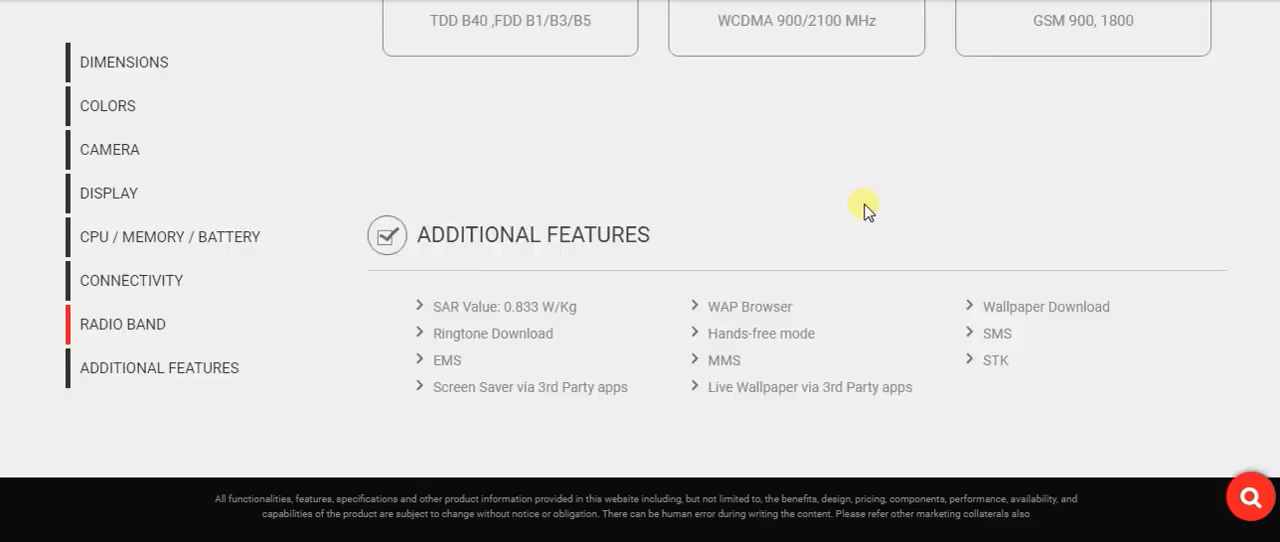 TDD B40 ,FDD B1/B3/B5
WCDMA 900/2100 MHz
GSM 900, 1800
DIMENSIONS
COLORS
CAMERA
DISPLAY
CPU / MEMORY / BATTERY
CONNECTIVITY
RADIO BAND
ADDITIONAL FEATURES
ADDITIONAL FEATURES
SAR Value: 0.833 W/Kg
WAP Browser
Wallpaper Download
Ringtone Download
Hands-free mode
SMS
EMS
MMS
STK
Screen Saver via 3rd Party apps
Live Wallpaper via 3rd Party apps
All functionalities, features, specifications and other product information provided in this website including, but not limited to, the benefits, design, pricing, components, performance, availability, and
capabilities of the product are subject to change without notice or obligation. There can be human error during writing the content. Please refer other marketing collaterals also